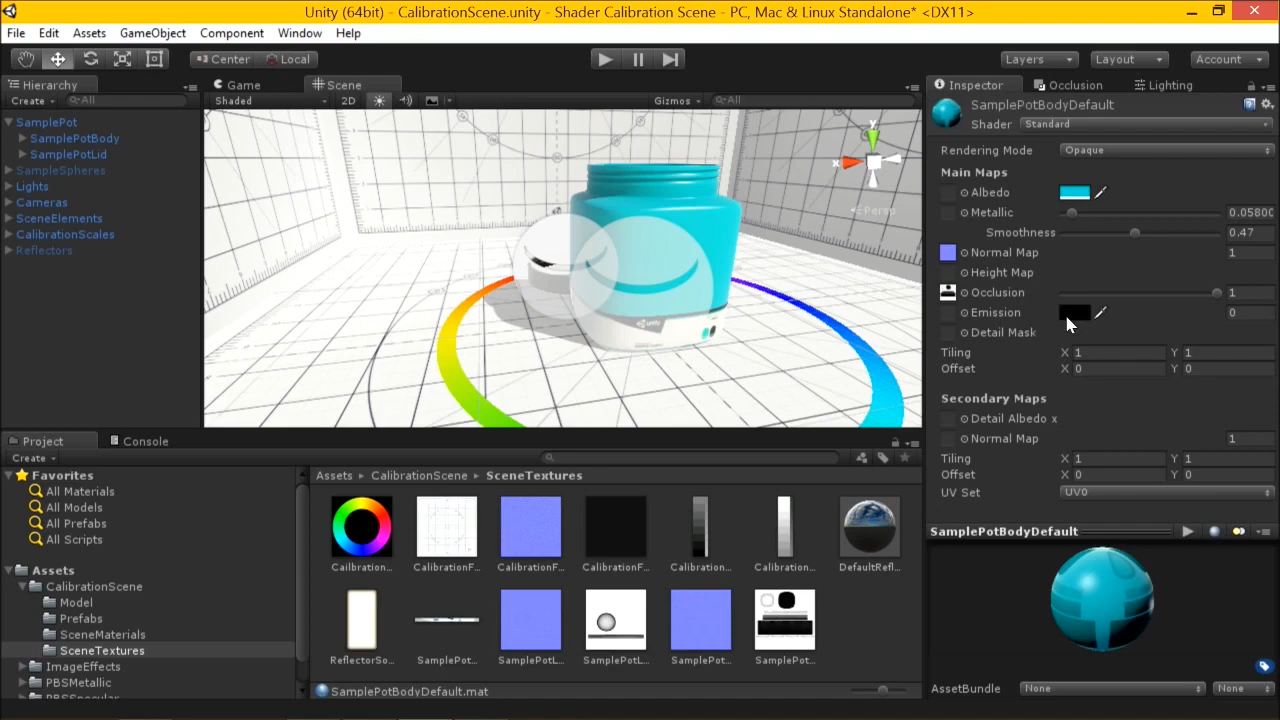 Unity (64bit) - CalibrationScene.unity - Shader Calibration Scene - PC, Mac & Linux Standalone* <DX11>
File Edit Assets GameObject Component Window Help
Center Local Layers Layout Account
Hierarchy
Create All
SamplePot
SamplePotBody
SamplePotLid
SampleSpheres
Lights
Cameras
SceneElements
CalibrationScales
Reflectors
Game Scene
Shaded 2D Gizmos All
y
x
Persp
unity
Inspector Occlusion Lighting
SamplePotBodyDefault
Shader Standard
Rendering Mode Opaque
Main Maps
Albedo
Metallic 0.0580
Smoothness 0.47
Normal Map 1
Height Map
Occlusion 1
Emission 0
Detail Mask
Tiling X 1 Y 1
Offset X 0 Y 0
Secondary Maps
Detail Albedo x
Normal Map 1
Tiling X 1 Y 1
Offset X 0 Y 0
UV Set UV0
SamplePotBodyDefault
AssetBundle None None
Project Console
Create
Favorites
All Materials
All Models
All Prefabs
All Scripts
Assets
CalibrationScene
Model
Prefabs
SceneMaterials
SceneTextures
ImageEffects
PBSMetallic
PBSSpecular
Assets CalibrationScene SceneTextures
Calibration... CalibrationF... CalibrationF... CalibrationF... Calibration... Calibration... DefaultRefl...
ReflectorSo... SamplePot... SamplePotL... SamplePotL... SamplePot... SamplePot...
SamplePotBodyDefault.mat